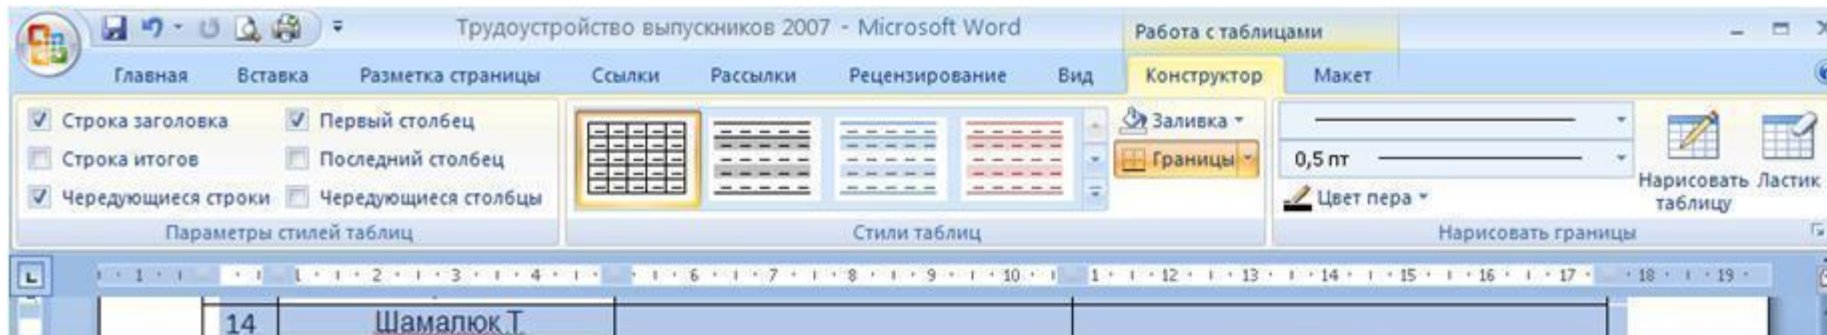 Трудоустройство выпускников 2007 - Microsoft Word
Работа с таблицами
Главная Вставка Разметка страницы Ссылки Рассылки Рецензирование Вид Конструктор Макет
Строка заголовка Первый столбец
Строка итогов Последний столбец
Чередующиеся строки Чередующиеся столбцы
Параметры стилей таблиц
Стили таблиц
Заливка
Границы
0,5 пт
Цвет пера
Нарисовать таблицу
Ластик
Нарисовать границы
1 1 2 3 4 6 7 8 9 10 1 12 13 14 15 16 17 18 19
14 Шамалюк Т